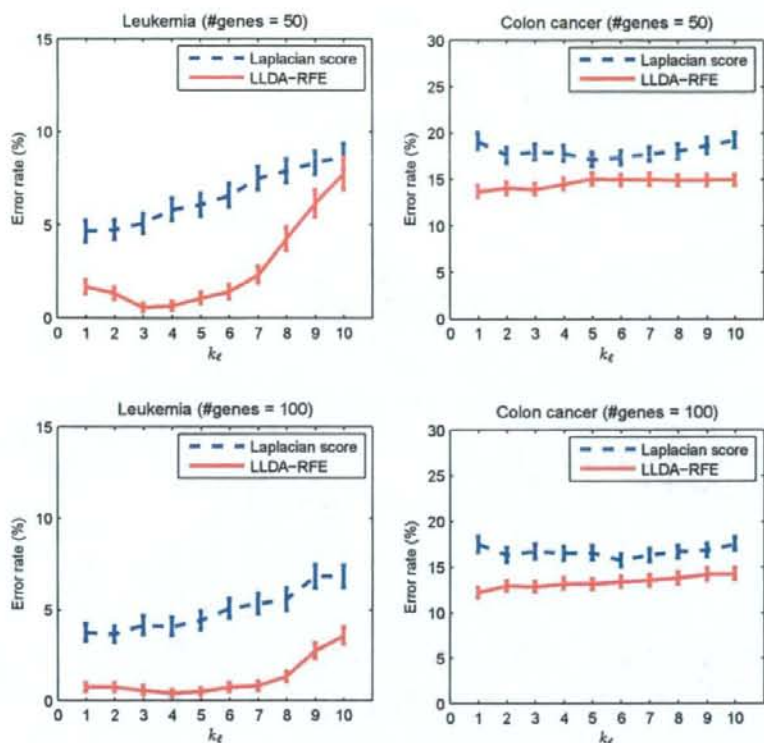 Leukemia (#genes = 50)
15
10
5
0
Error rate (%)
Laplacian score
LLDA-RFE
0 1 2 3 4 5 6 7 8 9 10
kℓ
Colon cancer (#genes = 50)
30
25
20
15
10
5
0
Error rate (%)
Laplacian score
LLDA-RFE
0 1 2 3 4 5 6 7 8 9 10
kℓ
Leukemia (#genes = 100)
15
10
5
0
Error rate (%)
Laplacian score
LLDA-RFE
0 1 2 3 4 5 6 7 8 9 10
kℓ
Colon cancer (#genes = 100)
30
25
20
15
10
5
0
Error rate (%)
Laplacian score
LLDA-RFE
0 1 2 3 4 5 6 7 8 9 10
kℓ